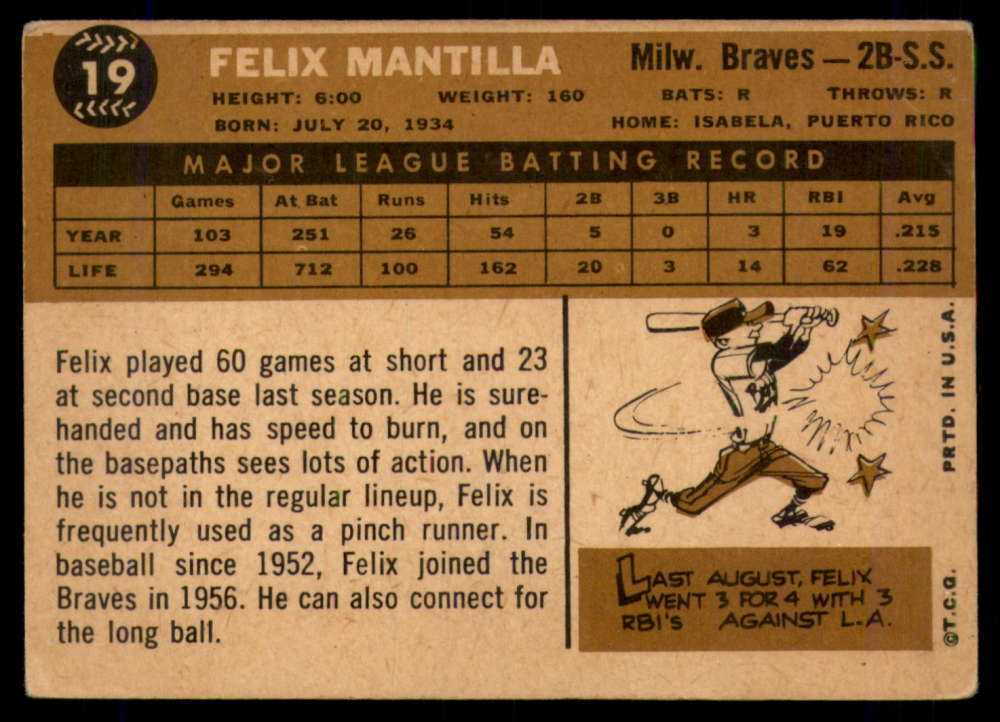 19
FELIX MANTILLA
Milw. Braves — 2B-S.S.
HEIGHT: 6:00 WEIGHT: 160 BATS: R THROWS: R
BORN: JULY 20, 1934 HOME: ISABELA, PUERTO RICO
MAJOR LEAGUE BATTING RECORD
Games At Bat Runs Hits 2B 3B HR RBI Avg
YEAR 103 251 26 54 5 0 3 19 .215
LIFE 294 712 100 162 20 3 14 62 .228
Felix played 60 games at short and 23
at second base last season. He is sure-
handed and has speed to burn, and on
the basepaths sees lots of action. When
he is not in the regular lineup, Felix is
frequently used as a pinch runner. In
baseball since 1952, Felix joined the
Braves in 1956. He can also connect for
the long ball.
LAST AUGUST, FELIX
WENT 3 FOR 4 WITH 3
RBI'S AGAINST L.A.
©T.C.G. PRTD. IN U.S.A.